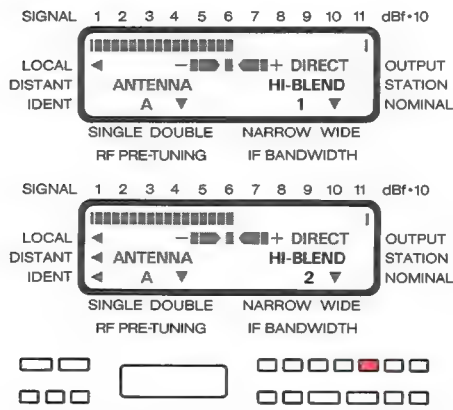 SIGNAL 1 2 3 4 5 6 7 8 9 10 11 dBf•10
LOCAL ◀ − + DIRECT OUTPUT
DISTANT ANTENNA HI-BLEND STATION
IDENT A ▼ 1 ▼ NOMINAL
SINGLE DOUBLE NARROW WIDE
RF PRE-TUNING IF BANDWIDTH
SIGNAL 1 2 3 4 5 6 7 8 9 10 11 dBf•10
LOCAL ◀ − + DIRECT OUTPUT
DISTANT ◀ ANTENNA HI-BLEND STATION
IDENT ◀ A ▼ 2 ▼ NOMINAL
SINGLE DOUBLE NARROW WIDE
RF PRE-TUNING IF BANDWIDTH